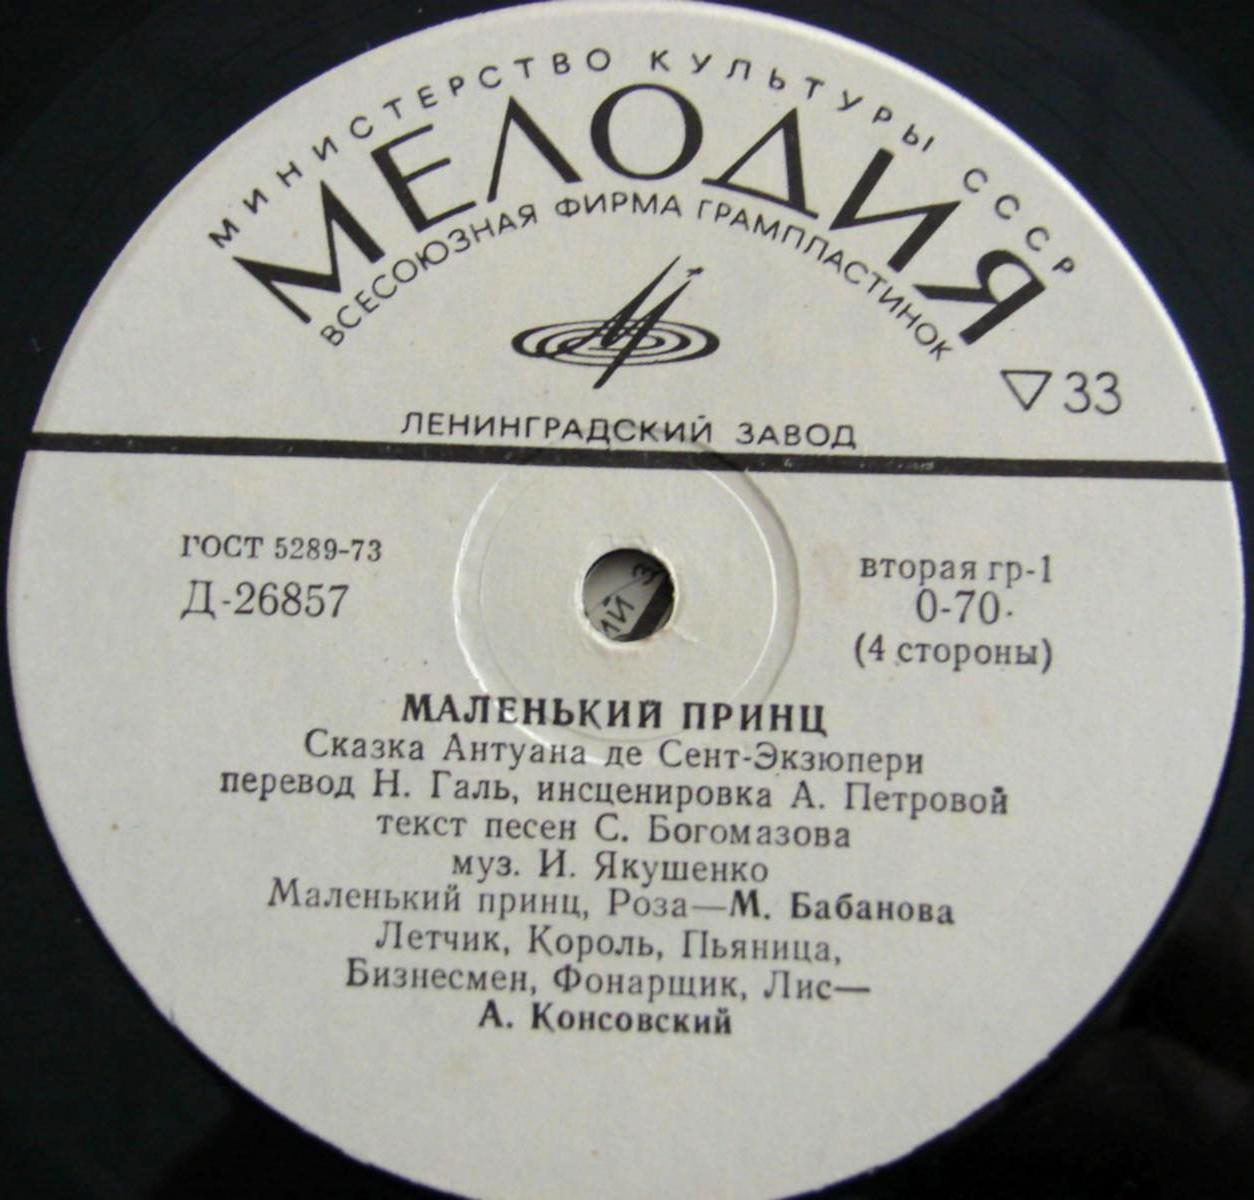 МИНИСТЕРСТВО КУЛЬТУРЫ СССР
МЕЛОДИЯ
ВСЕСОЮЗНАЯ ФИРМА ГРАМПЛАСТИНОК
33
ЛЕНИНГРАДСКИЙ ЗАВОД
ГОСТ 5289-73
Д-26857
вторая гр-1
0-70.
(4 стороны)
МАЛЕНЬКИЙ ПРИНЦ
Сказка Антуана де Сент-Экзюпери
перевод Н. Галь, инсценировка А. Петровой
текст песен С. Богомазова
муз. И. Якушенко
Маленький принц, Роза—М. Бабанова
Летчик, Король, Пьяница,
Бизнесмен, Фонарщик, Лис—
А. Консовский